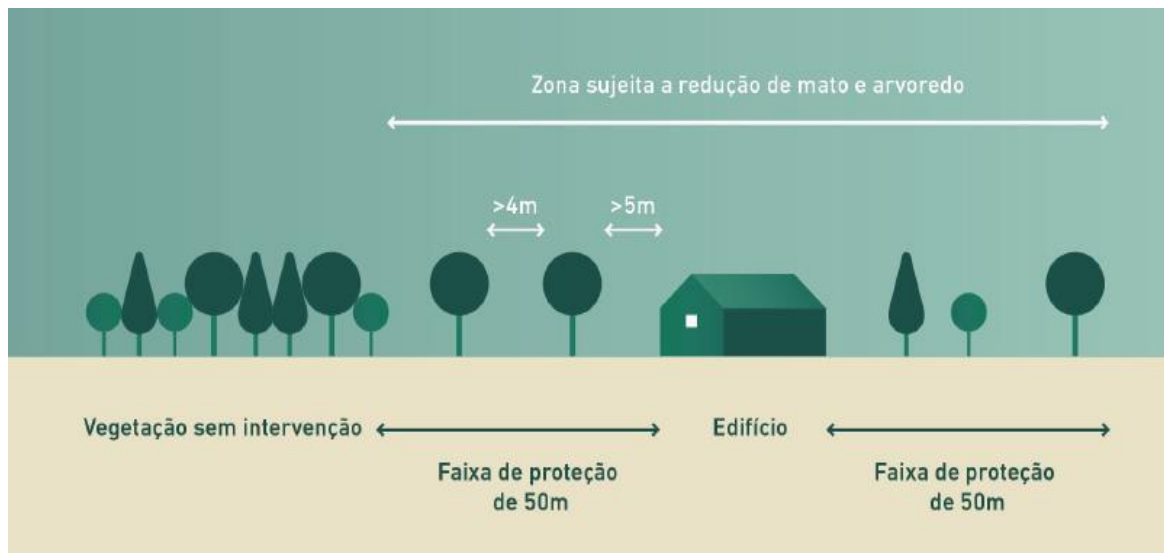 Zona sujeita a redução de mato e arvoredo
>4m
>5m
Vegetação sem intervenção
Edifício
Faixa de proteção
de 50m
Faixa de proteção
de 50m